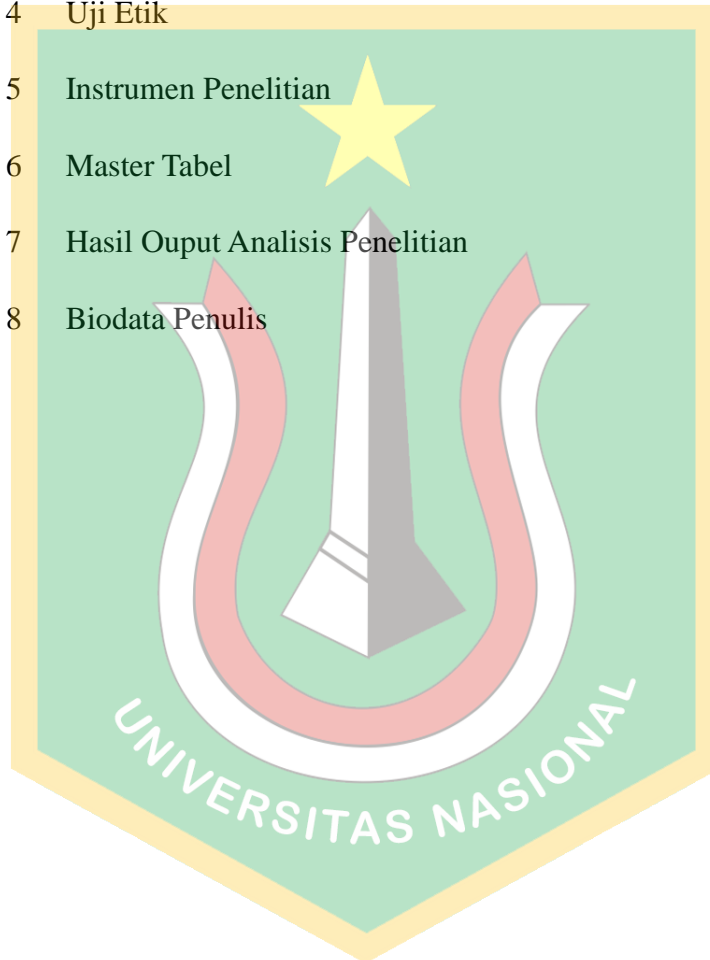 4 Uji Etik
5 Instrumen Penelitian
6 Master Tabel
7 Hasil Ouput Analisis Penelitian
8 Biodata Penulis
UNIVERSITAS NASIONAL